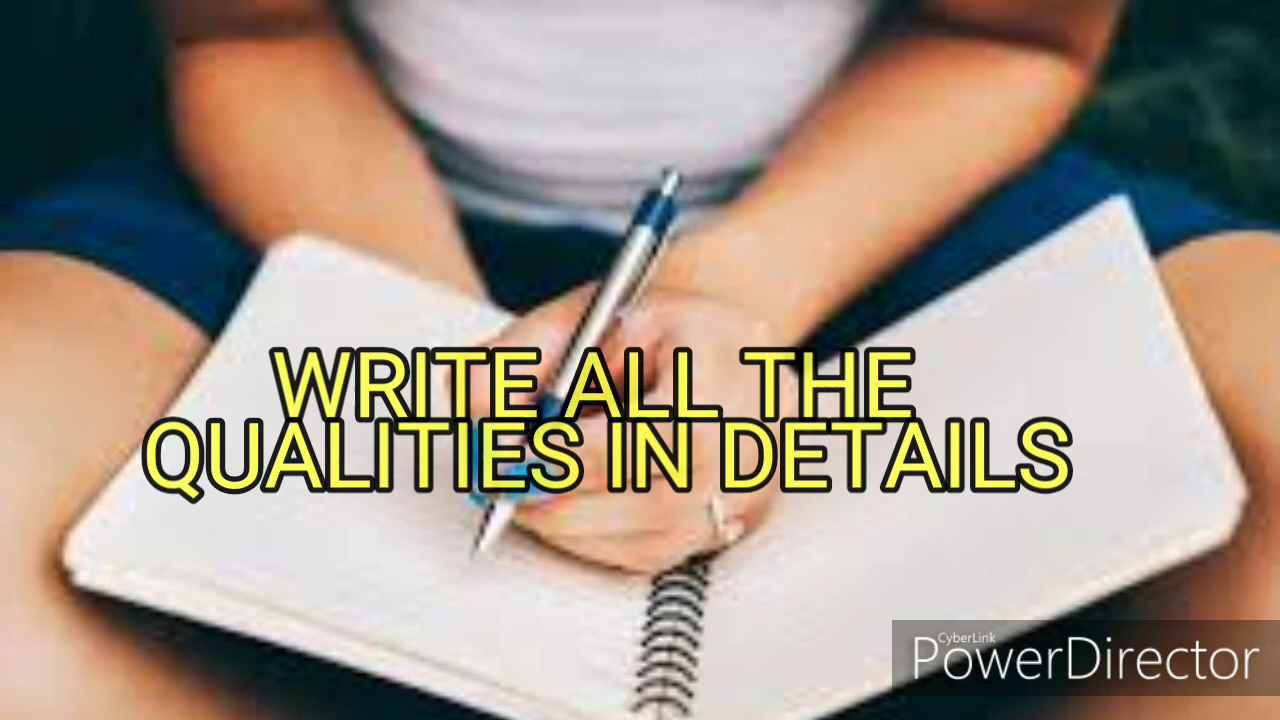 WRITE ALL THE
QUALITIES IN DETAILS
CyberLink
PowerDirector